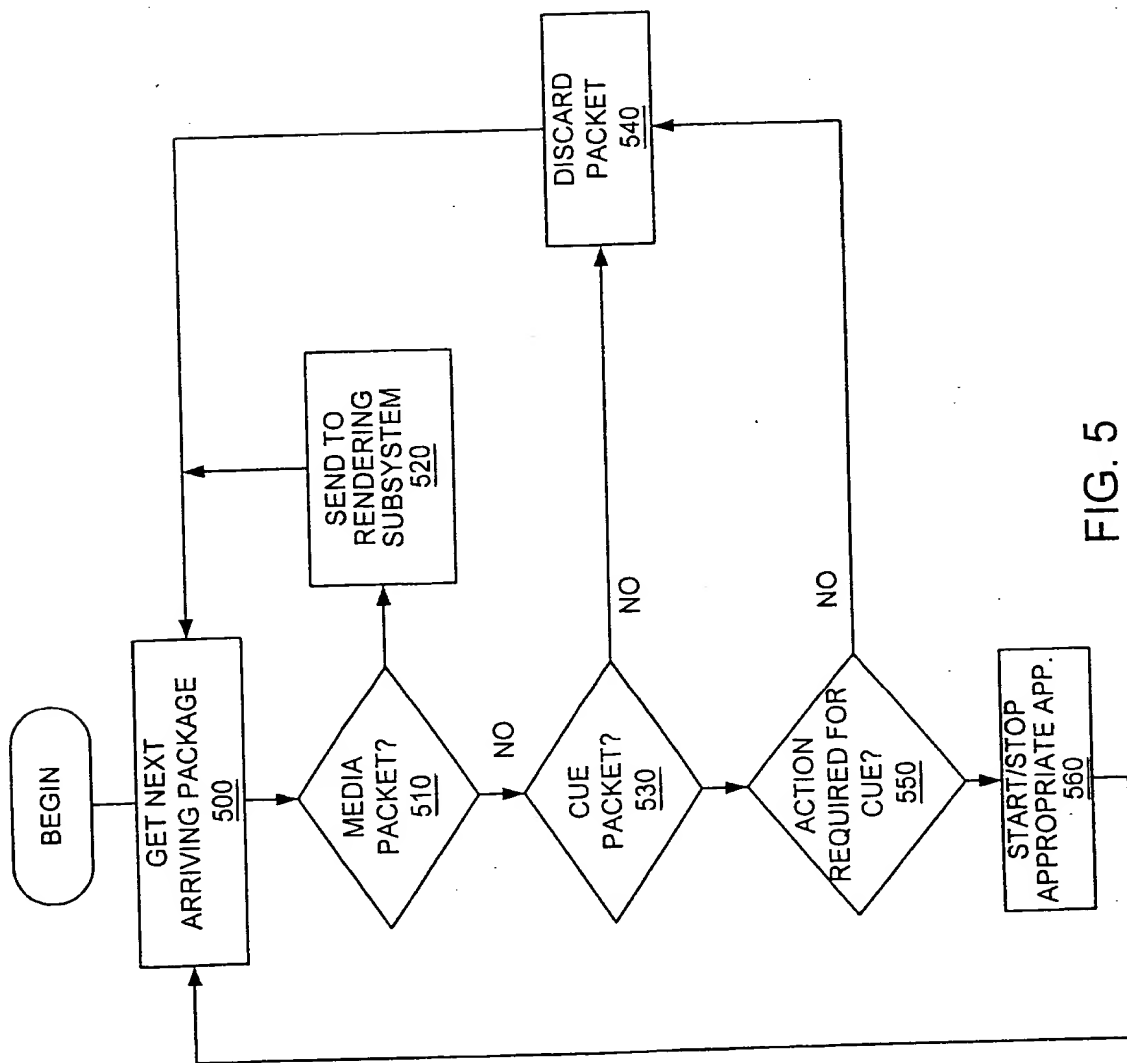 BEGIN
GET NEXT
ARRIVING PACKAGE
500
MEDIA
PACKET?
510
SEND TO
RENDERING
SUBSYSTEM
520
NO
CUE
PACKET?
530
NO
DISCARD
PACKET
540
ACTION
REQUIRED FOR
CUE?
550
NO
START/STOP
APPROPRIATE APP.
560
FIG. 5